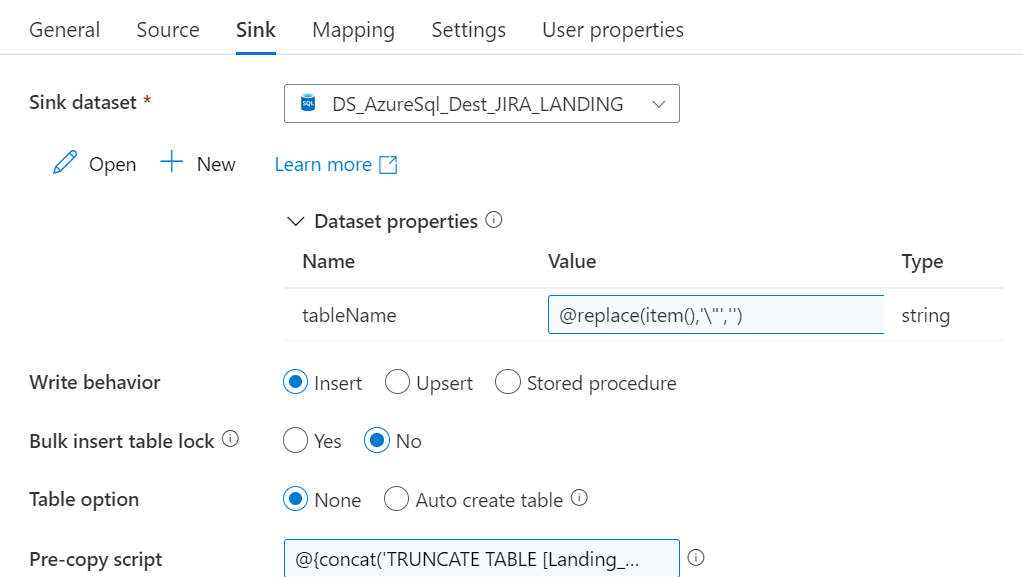 General Source Sink Mapping Settings User properties
Sink dataset *
SQL DS_AzureSql_Dest_JIRA_LANDING
Open New Learn more
Dataset properties
Name Value Type
tableName @replace(item(),'\"','') string
Write behavior Insert Upsert Stored procedure
Bulk insert table lock Yes No
Table option None Auto create table
Pre-copy script @{concat('TRUNCATE TABLE [Landing_...